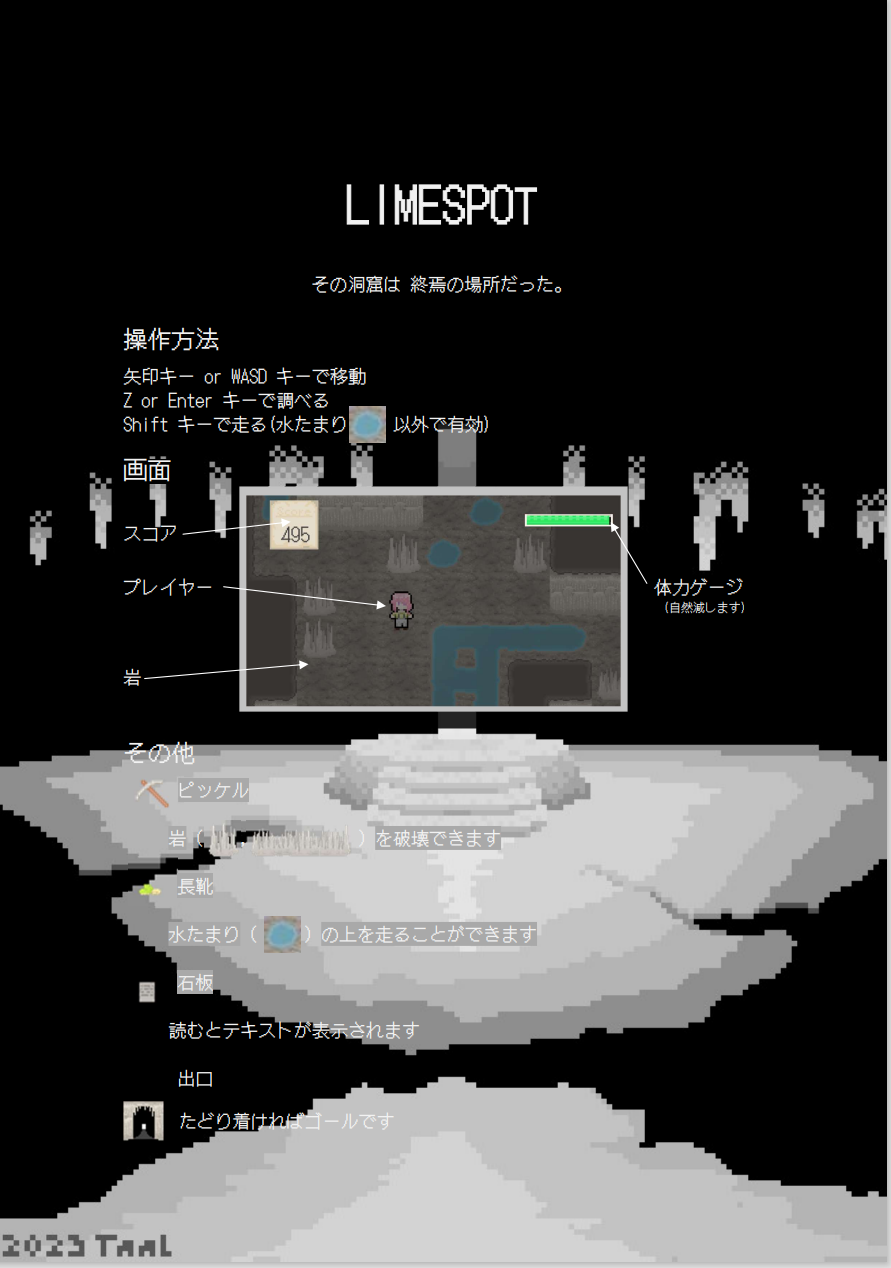 LIMESPOT
その洞窟は 終焉の場所だった。
操作方法
矢印キー or WASD キーで移動
Z or Enter キーで調べる
Shift キーで走る(水たまり 以外で有効)
画面
スコア
495
プレイヤー
体力ゲージ
(自然減します)
岩
その他
ピッケル
岩( , )を破壊できます
長靴
水たまり( )の上を走ることができます
石板
読むとテキストが表示されます
出口
たどり着ければゴールです
2023 TaaL